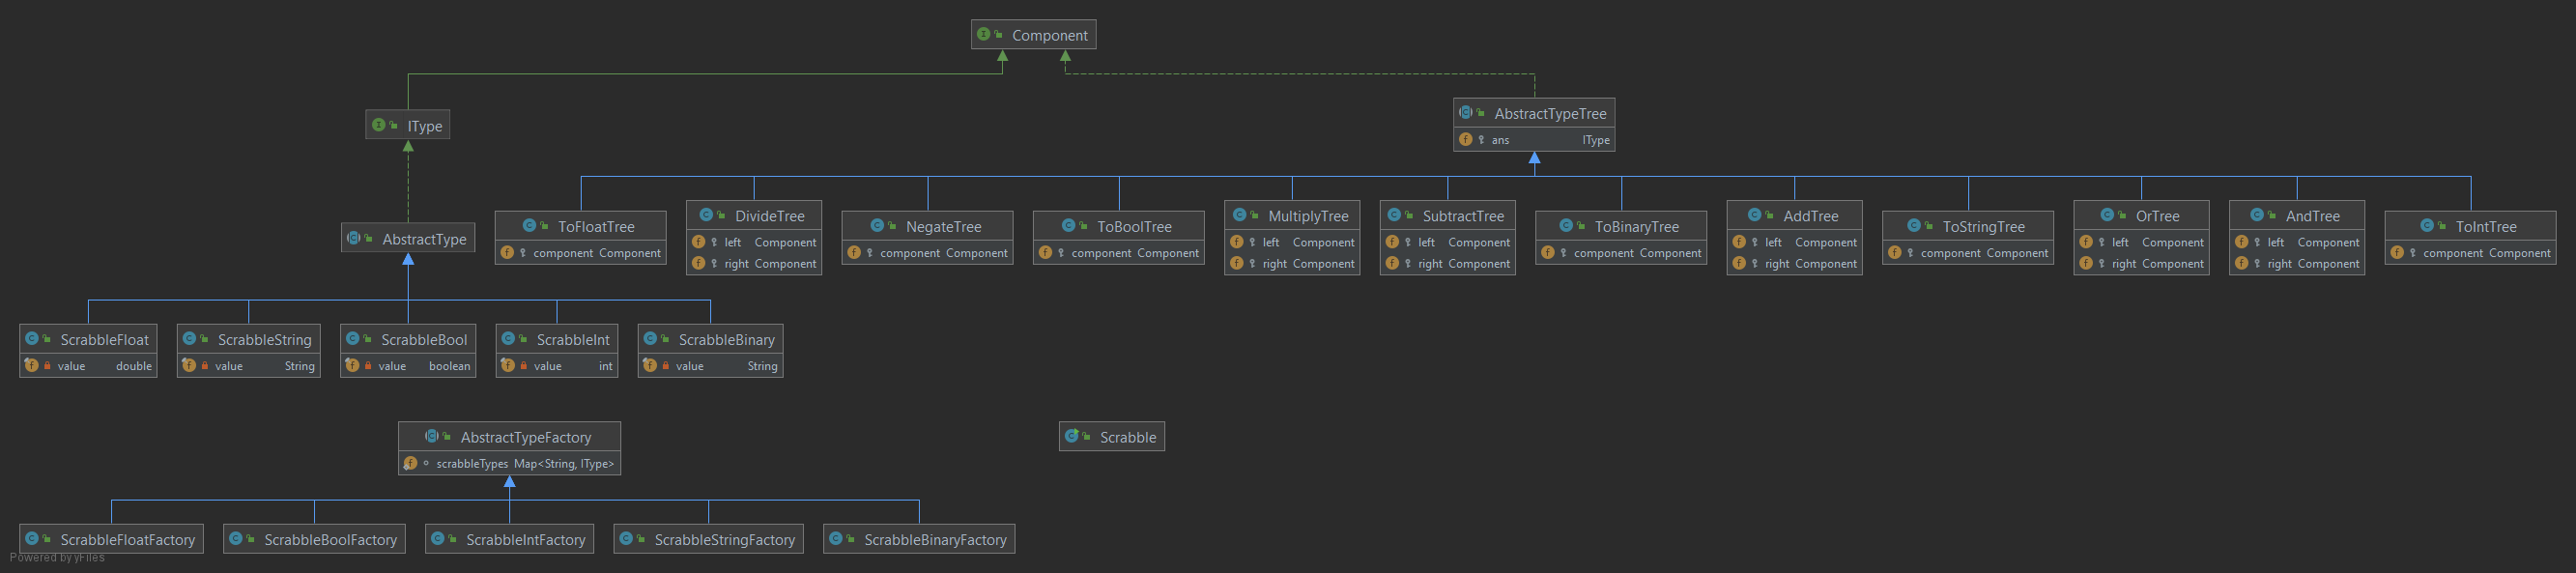 Component
IType
AbstractTypeTree
ans IType
AbstractType
ToFloatTree
component Component
DivideTree
left Component
right Component
NegateTree
component Component
ToBoolTree
component Component
MultiplyTree
left Component
right Component
SubtractTree
left Component
right Component
ToBinaryTree
component Component
AddTree
left Component
right Component
ToStringTree
component Component
OrTree
left Component
right Component
AndTree
left Component
right Component
ToIntTree
component Component
ScrabbleFloat
value double
ScrabbleString
value String
ScrabbleBool
value boolean
ScrabbleInt
value int
ScrabbleBinary
value String
AbstractTypeFactory
scrabbleTypes Map<String, IType>
Scrabble
ScrabbleFloatFactory
ScrabbleBoolFactory
ScrabbleIntFactory
ScrabbleStringFactory
ScrabbleBinaryFactory
Powered by yFiles